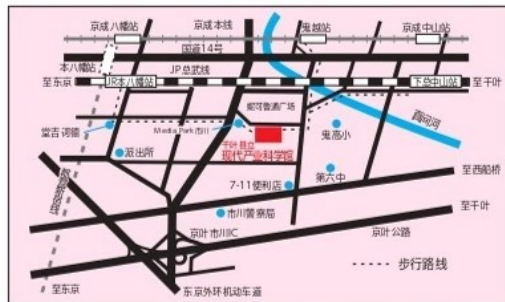 京成八幡站
京成本线
鬼越站
京成中山站
国道14号
本八幡站
JP总武线
至东京
JR本八幡站
下总中山站
至千叶
妮可鲁通广场
真间河
堂吉诃德
Media Park 市川
千叶县立
现代产业科学馆
鬼高小
派出所
第六中
至西船桥
7-11便利店
市川警察局
至千叶
京叶市川IC
京叶公路
步行路线
至东京
东京外环机动车道